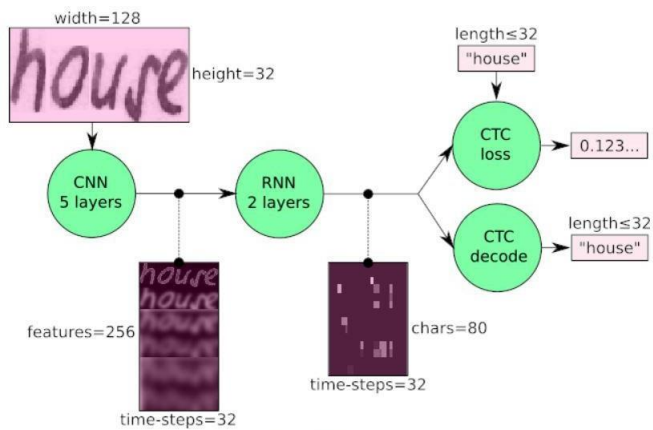 width=128
house
height=32
CNN
5 layers
RNN
2 layers
length≤32
"house"
CTC
loss
0.123...
CTC
decode
length≤32
"house"
house
house
features=256
time-steps=32
chars=80
time-steps=32